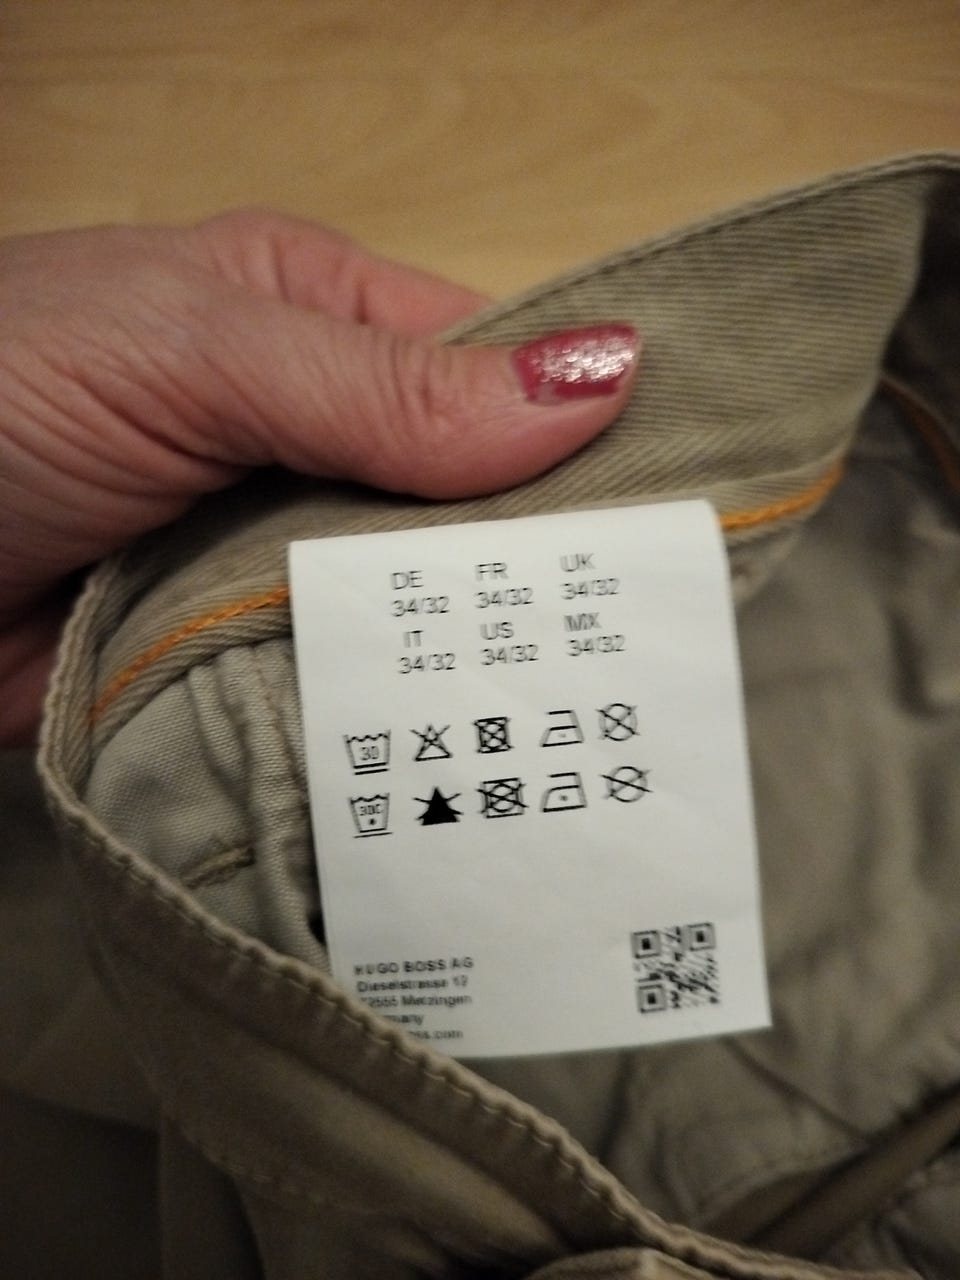 DE FR UK
34/32 34/32 34/32
IT US MX
34/32 34/32 34/32
30
30C
HUGO BOSS AG
Dieselstrasse 12
Metzingen